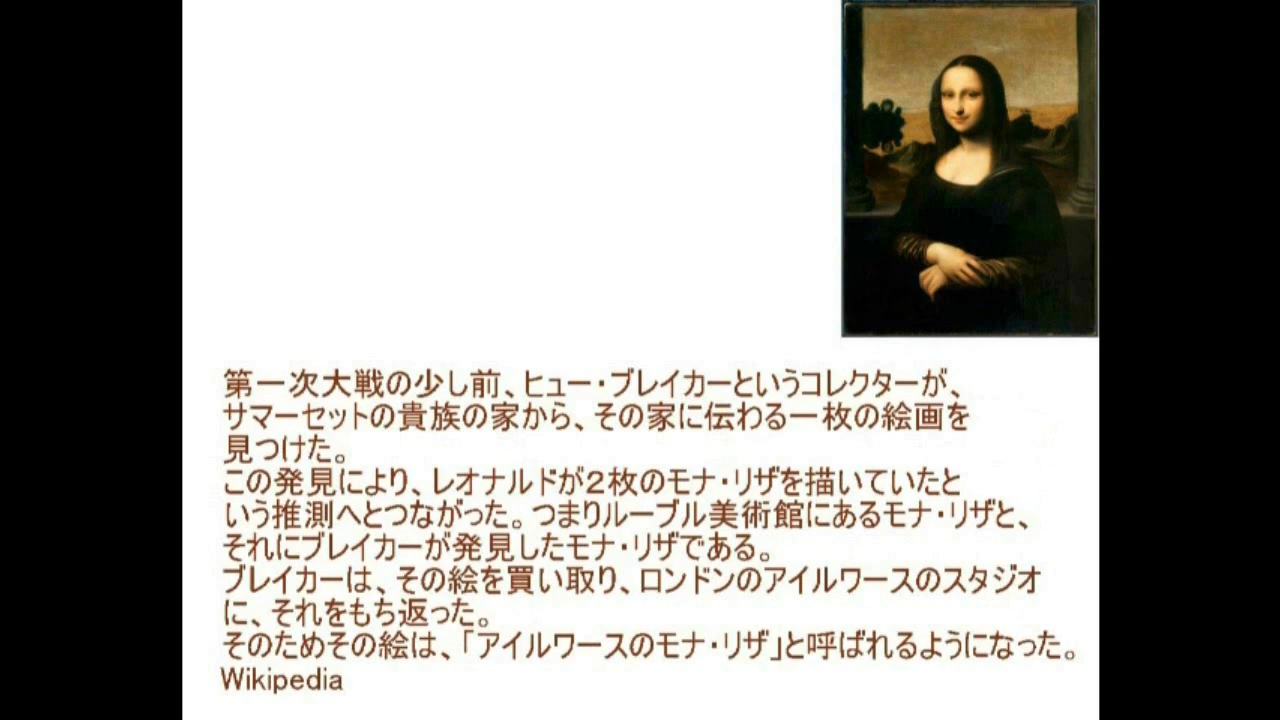 第一次大戦の少し前、ヒュー・ブレイカーというコレクターが、
サマーセットの貴族の家から、その家に伝わる一枚の絵画を
見つけた。
この発見により、レオナルドが２枚のモナ・リザを描いていたと
いう推測へとつながった。つまりルーブル美術館にあるモナ・リザと、
それにブレイカーが発見したモナ・リザである。
ブレイカーは、その絵を買い取り、ロンドンのアイルワースのスタジオ
に、それをもち返った。
そのためその絵は、「アイルワースのモナ・リザ」と呼ばれるようになった。
Wikipedia